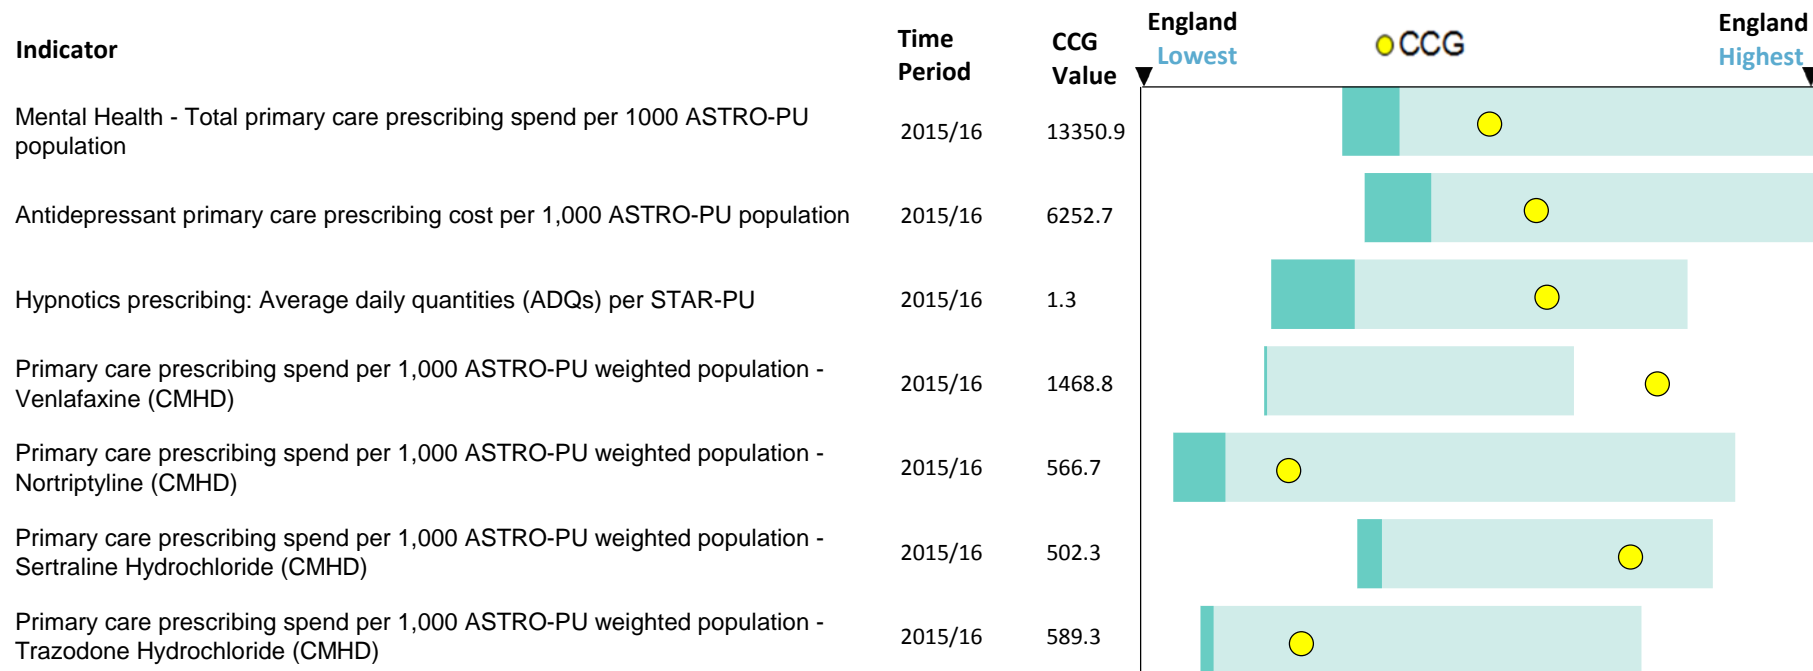 Indicator
Time Period
CCG Value
England Lowest
CCG
England Highest
Mental Health - Total primary care prescribing spend per 1000 ASTRO-PU
population
2015/16
13350.9
Antidepressant primary care prescribing cost per 1,000 ASTRO-PU population
2015/16
6252.7
Hypnotics prescribing: Average daily quantities (ADQs) per STAR-PU
2015/16
1.3
Primary care prescribing spend per 1,000 ASTRO-PU weighted population -
Venlafaxine (CMHD)
2015/16
1468.8
Primary care prescribing spend per 1,000 ASTRO-PU weighted population -
Nortriptyline (CMHD)
2015/16
566.7
Primary care prescribing spend per 1,000 ASTRO-PU weighted population -
Sertraline Hydrochloride (CMHD)
2015/16
502.3
Primary care prescribing spend per 1,000 ASTRO-PU weighted population -
Trazodone Hydrochloride (CMHD)
2015/16
589.3